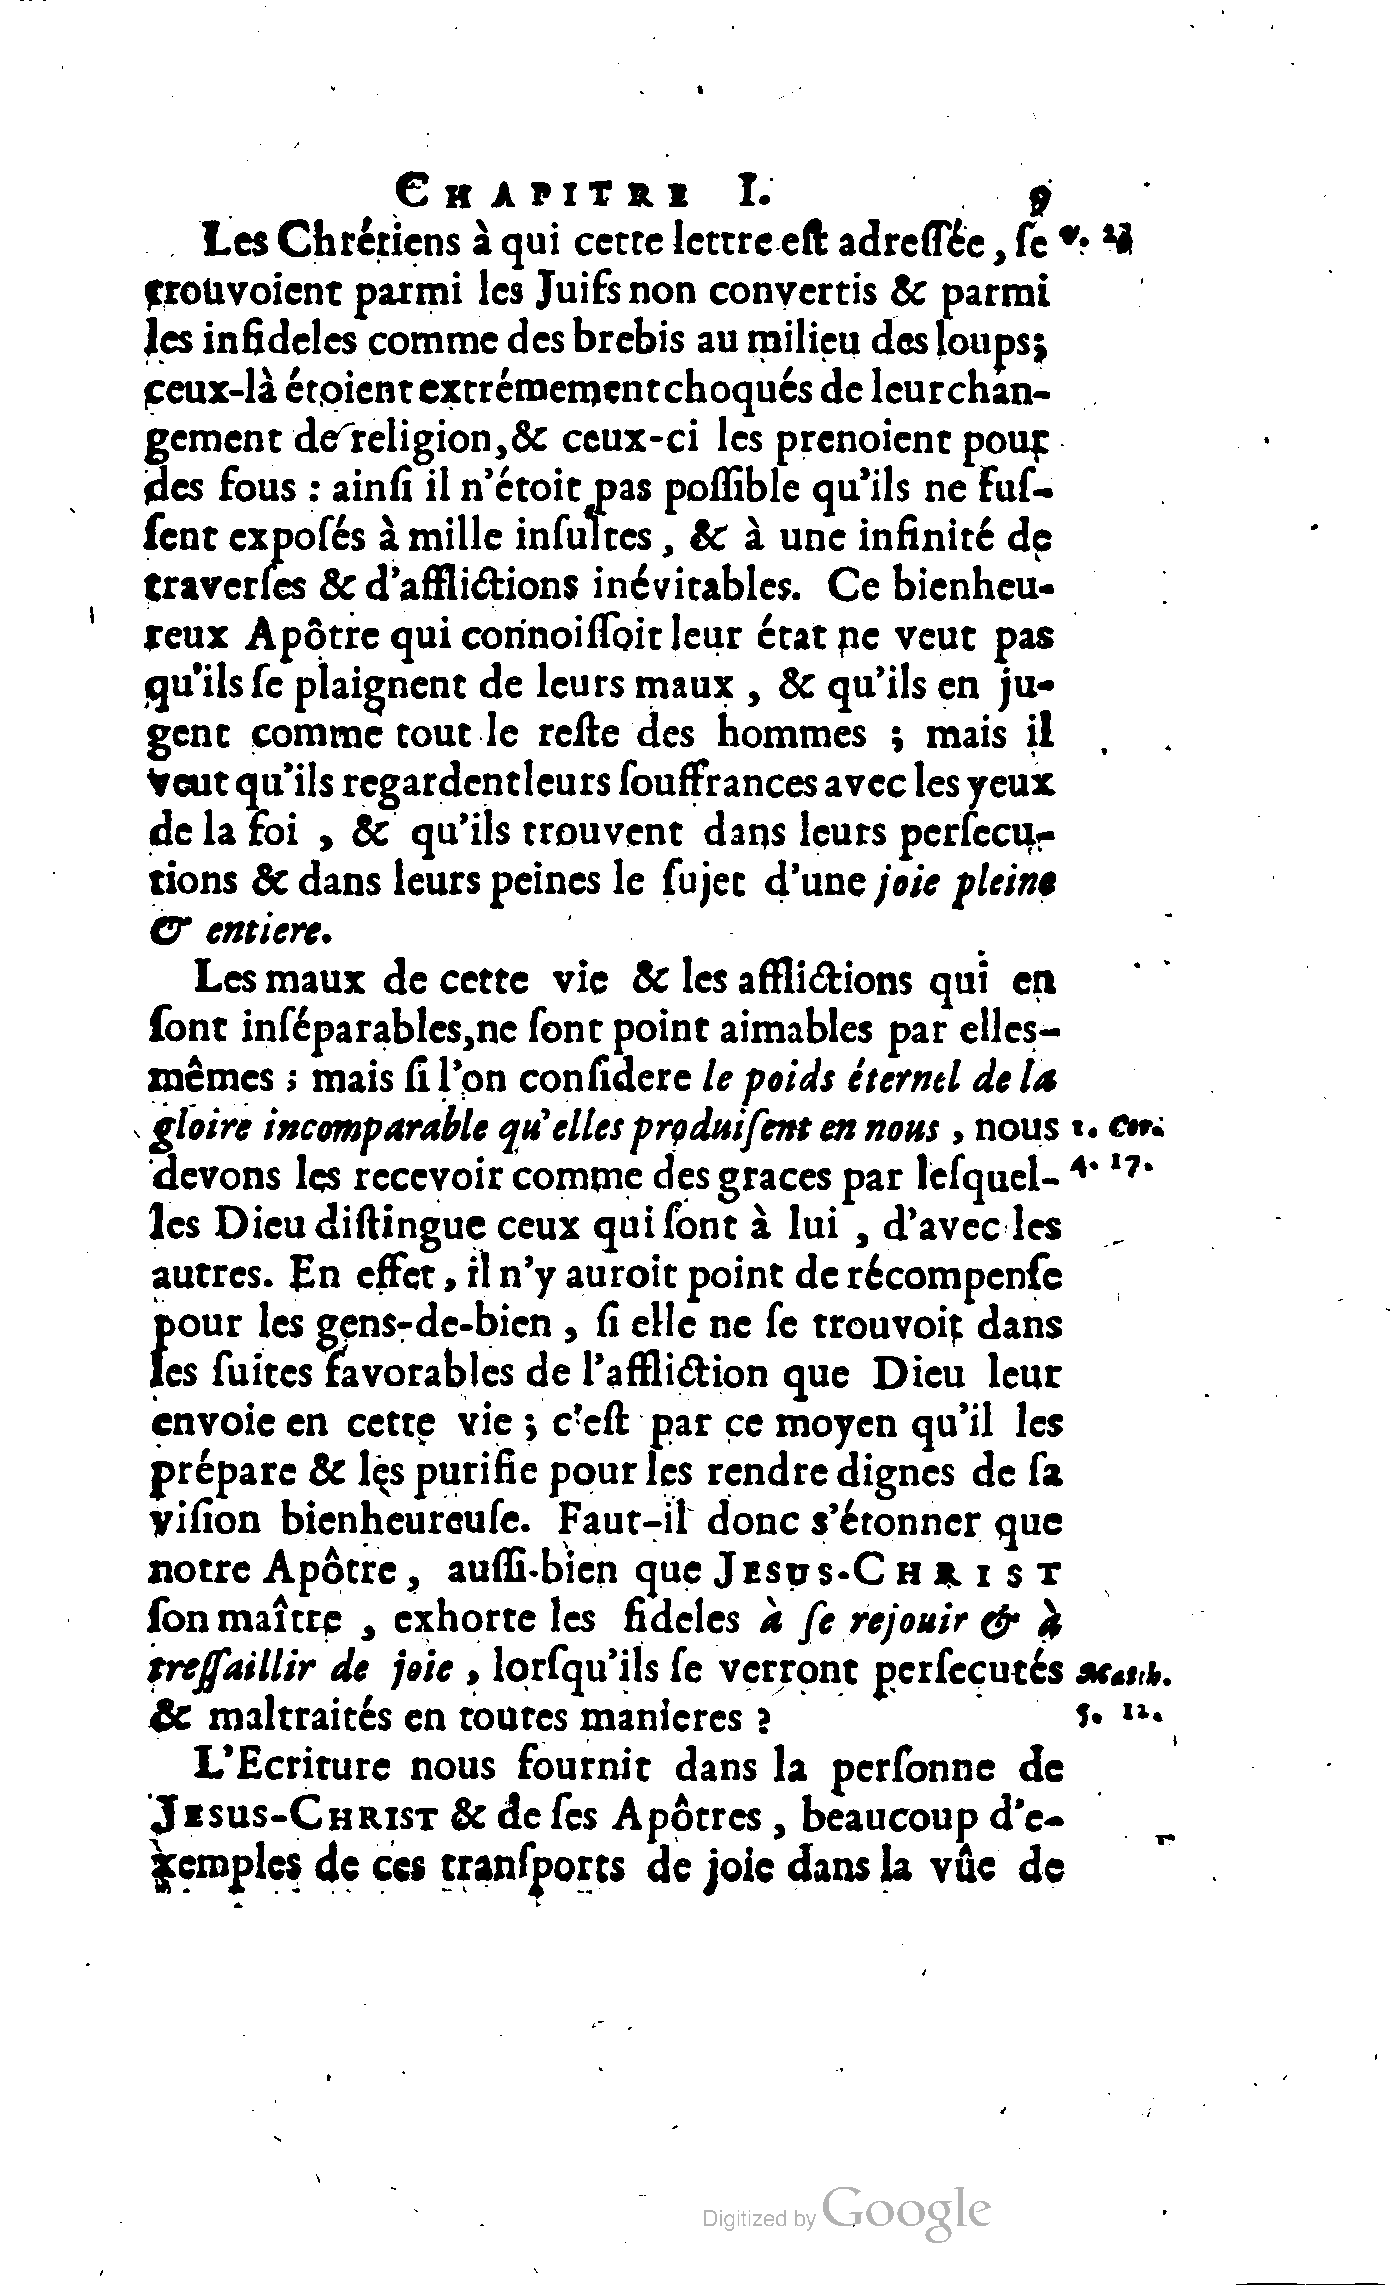 CHAPITRE I. 9
Les Chrétiens à qui cette lettre est adressée, se v. 2
trouvoient parmi les Juifs non convertis & parmi
les infideles comme des brebis au milieu des loups;
ceux-là étoient extrémement choqués de leur chan-
gement de religion, & ceux-ci les prenoient pour
des fous : ainsi il n'étoit pas possible qu'ils ne fus-
sent exposés à mille insultes, & à une infinité de
traverses & d'afflictions inévitables. Ce bienheu-
reux Apôtre qui connoissoit leur état ne veut pas
qu'ils se plaignent de leurs maux, & qu'ils en ju-
gent comme tout le reste des hommes ; mais il
veut qu'ils regardent leurs souffrances avec les yeux
de la foi, & qu'ils trouvent dans leurs persecu-
tions & dans leurs peines le sujet d'une joie pleine
& entiere.
Les maux de cette vie & les afflictions qui en
sont inséparables, ne sont point aimables par elles-
mêmes ; mais si l'on considere le poids éternel de la
gloire incomparable qu'elles produisent en nous, nous 1. Cor.
devons les recevoir comme des graces par lesquel- 4. 17.
les Dieu distingue ceux qui sont à lui, d'avec les
autres. En effet, il n'y auroit point de récompense
pour les gens-de-bien, si elle ne se trouvoit dans
les suites favorables de l'affliction que Dieu leur
envoie en cette vie ; c'est par ce moyen qu'il les
prépare & les purifie pour les rendre dignes de sa
vision bienheureuse. Faut-il donc s'étonner que
notre Apôtre, aussi-bien que JESUS-CHRIST
son maître, exhorte les fideles à se rejouir & à
tressaillir de joie, lorsqu'ils se verront persecutés Matth.
& maltraités en toutes manieres ? 5. 12.
L'Ecriture nous fournit dans la personne de
JESUS-CHRIST & de ses Apôtres, beaucoup d'e-
xemples de ces transports de joie dans la vûe de
Digitized by Google